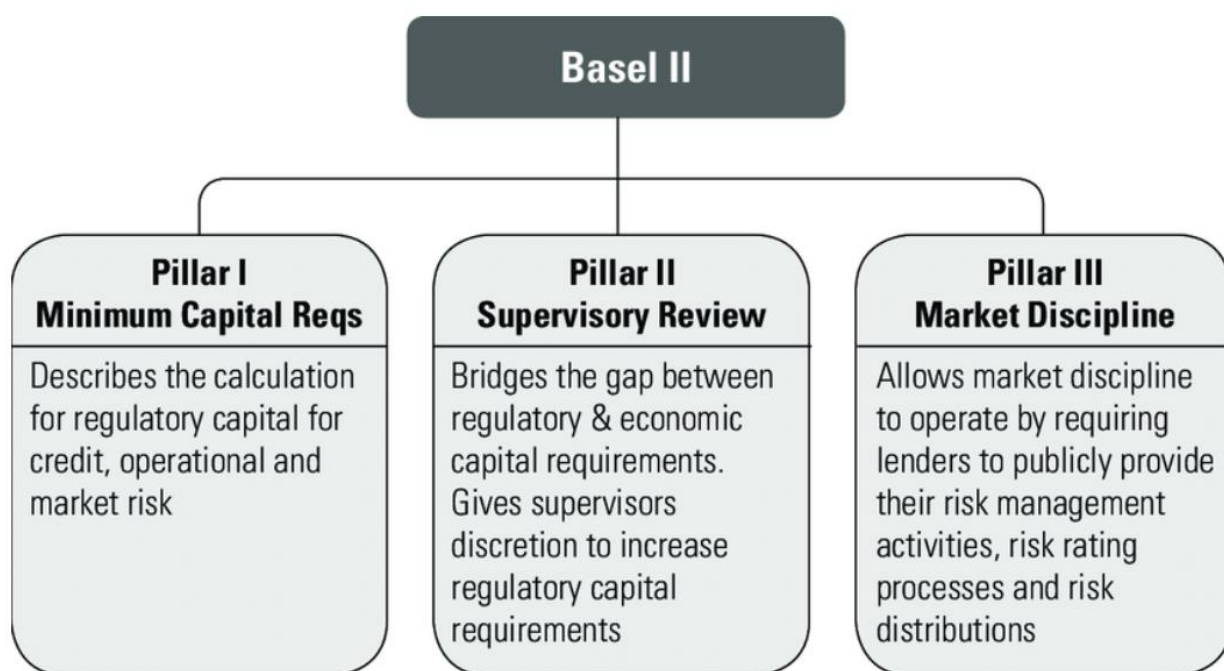 Basel II
Pillar I
Minimum Capital Reqs
Describes the calculation
for regulatory capital for
credit, operational and
market risk
Pillar II
Supervisory Review
Bridges the gap between
regulatory & economic
capital requirements.
Gives supervisors
discretion to increase
regulatory capital
requirements
Pillar III
Market Discipline
Allows market discipline
to operate by requiring
lenders to publicly provide
their risk management
activities, risk rating
processes and risk
distributions